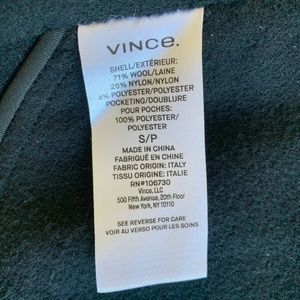 VINCE.
SHELL/EXTÉRIEUR:
71% WOOL/LAINE
25% NYLON/NYLON
4% POLYESTER/POLYESTER
POCKETING/DOUBLURE
POUR POCHES:
100% POLYESTER/
POLYESTER
S/P
MADE IN CHINA
FABRIQUÉ EN CHINE
FABRIC ORIGIN: ITALY
TISSU ORIGINE: ITALIE
RN#106730
Vince, LLC
500 Fifth Avenue, 20th Floor
New York, NY 10110
SEE REVERSE FOR CARE
VOIR AU VERSO POUR LES SOINS